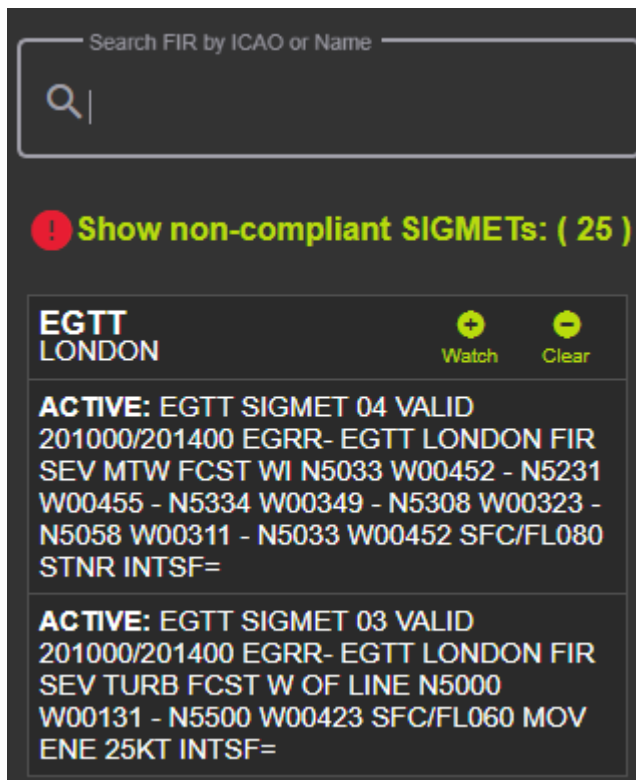 Search FIR by ICAO or Name
Show non-compliant SIGMETs: ( 25 )
EGTT
LONDON
Watch
Clear
ACTIVE: EGTT SIGMET 04 VALID
201000/201400 EGRR- EGTT LONDON FIR
SEV MTW FCST WI N5033 W00452 - N5231
W00455 - N5334 W00349 - N5308 W00323 -
N5058 W00311 - N5033 W00452 SFC/FL080
STNR INTSF=
ACTIVE: EGTT SIGMET 03 VALID
201000/201400 EGRR- EGTT LONDON FIR
SEV TURB FCST W OF LINE N5000
W00131 - N5500 W00423 SFC/FL060 MOV
ENE 25KT INTSF=